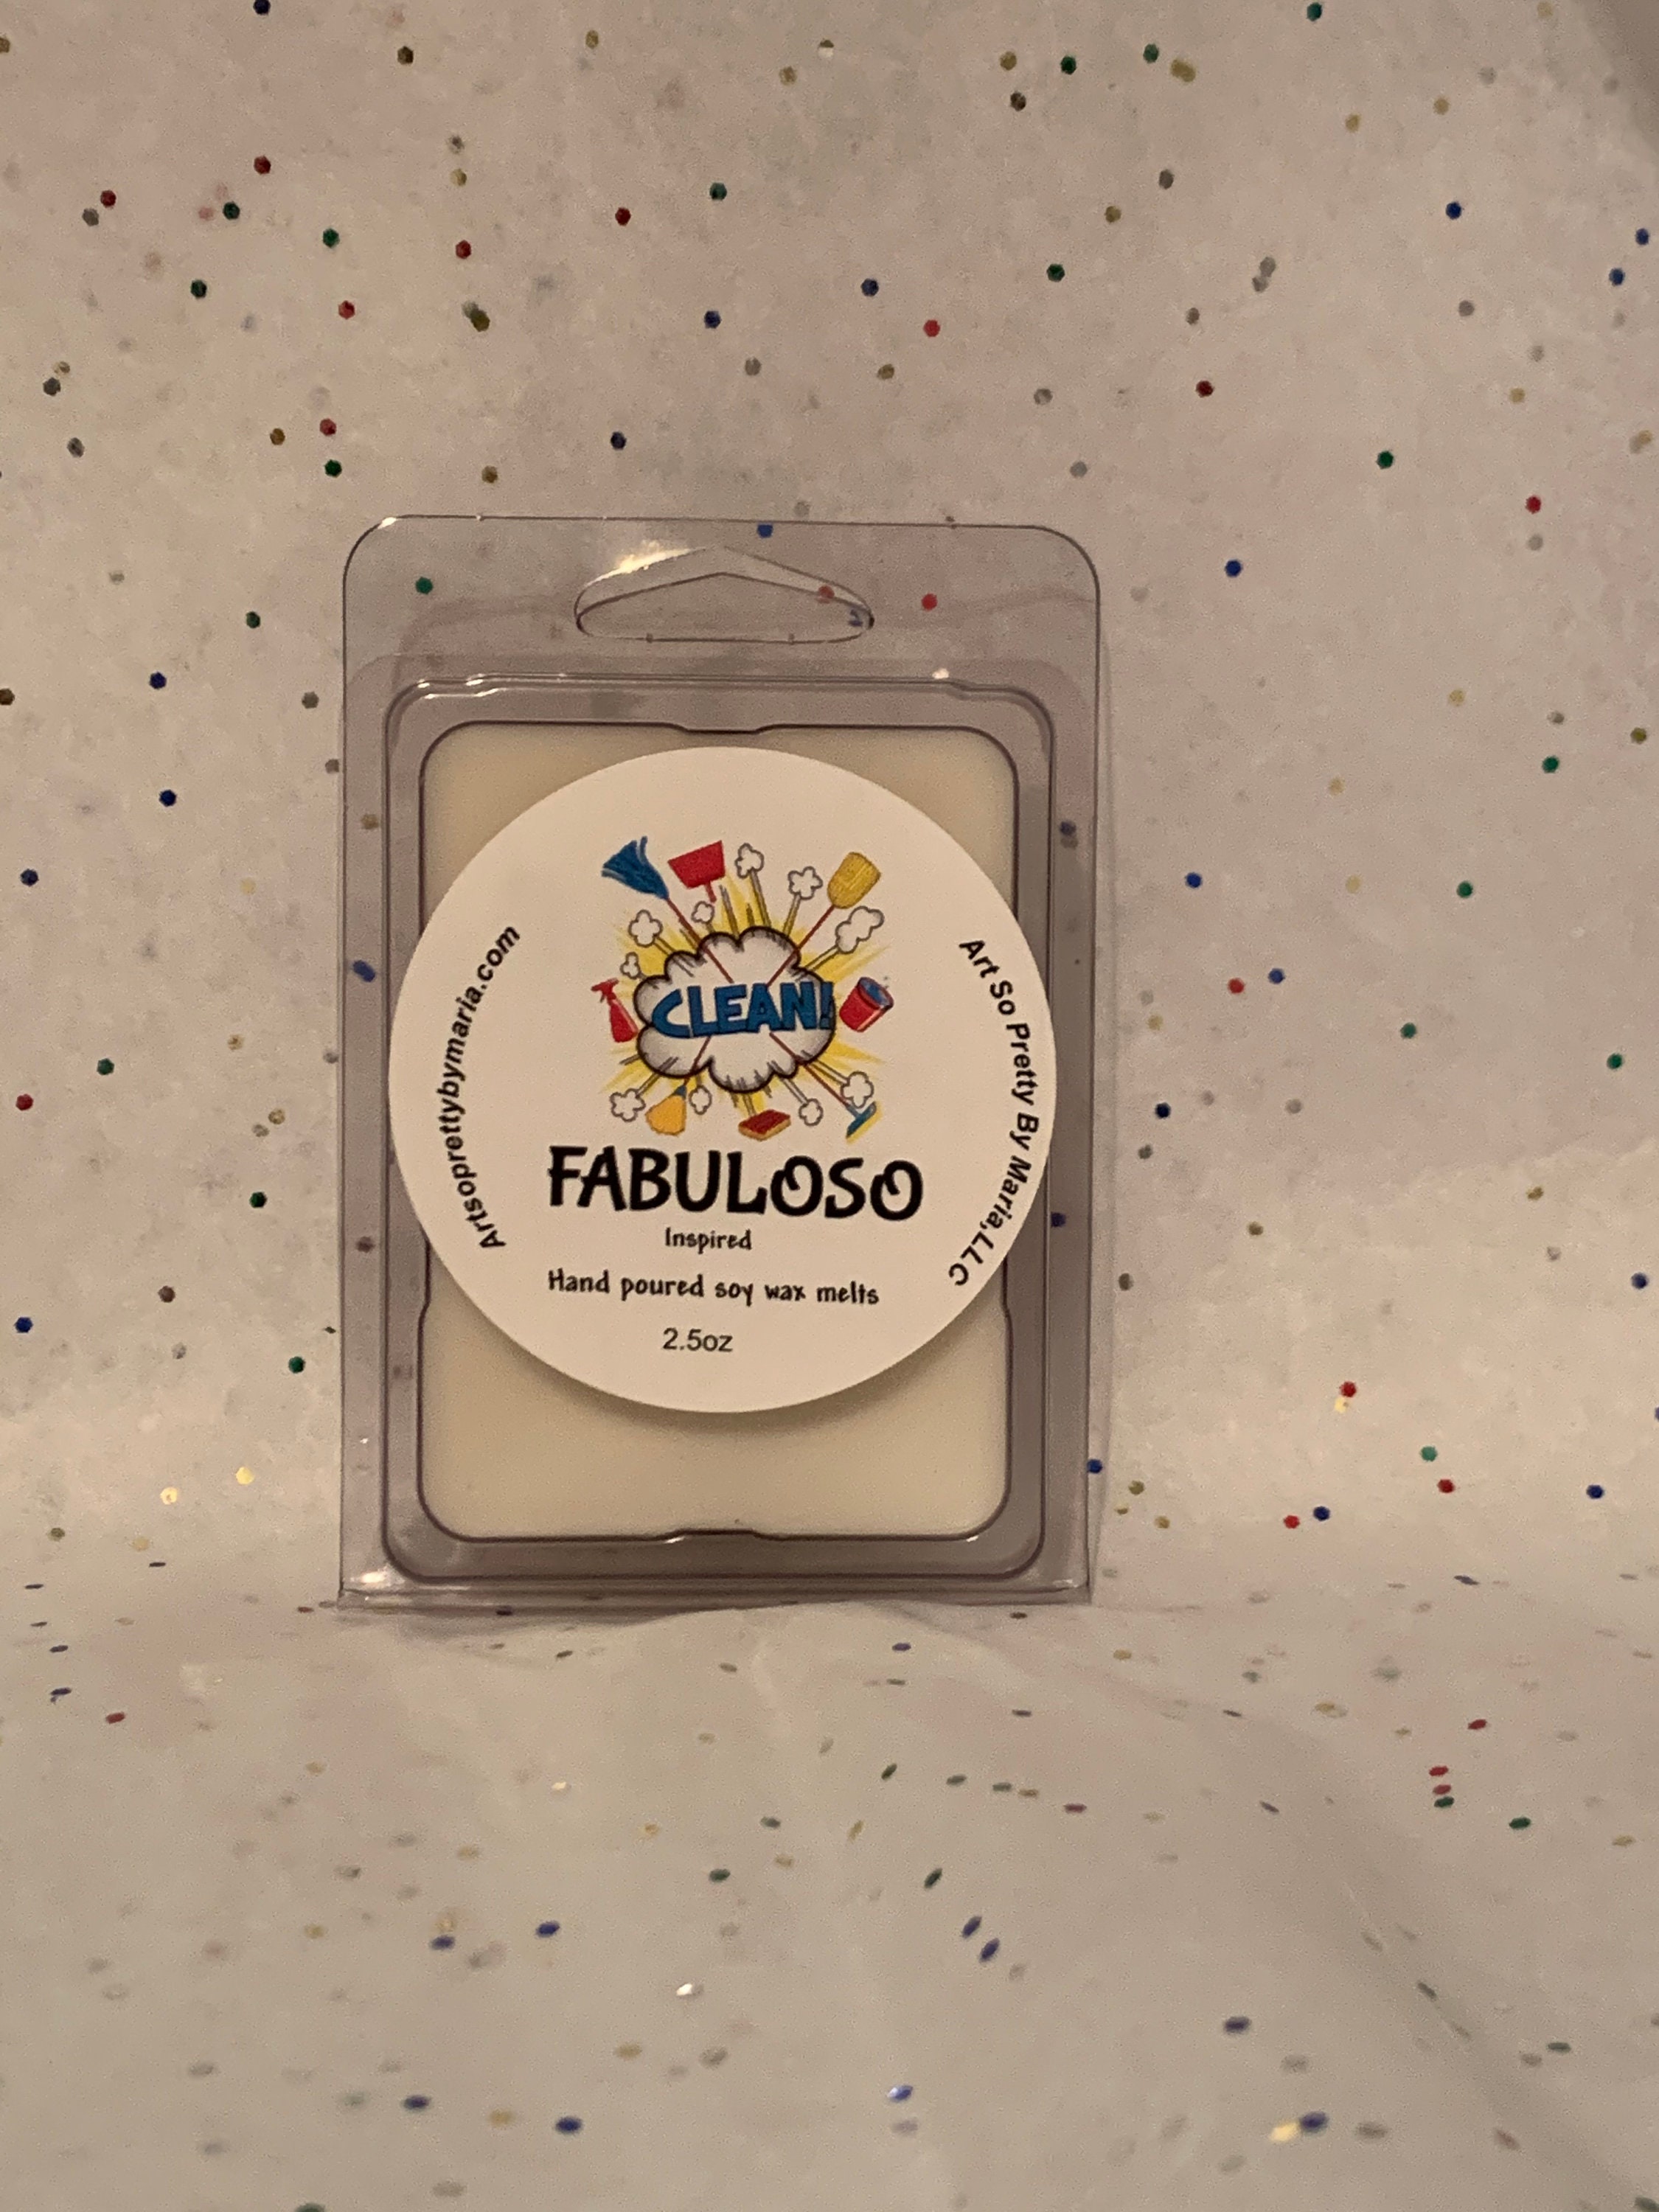 CLEAN!
Artsoprettybymaria.com
Art So Pretty By Maria,LLC
FABULOSO
Inspired
Hand poured soy wax melts
2.5oz